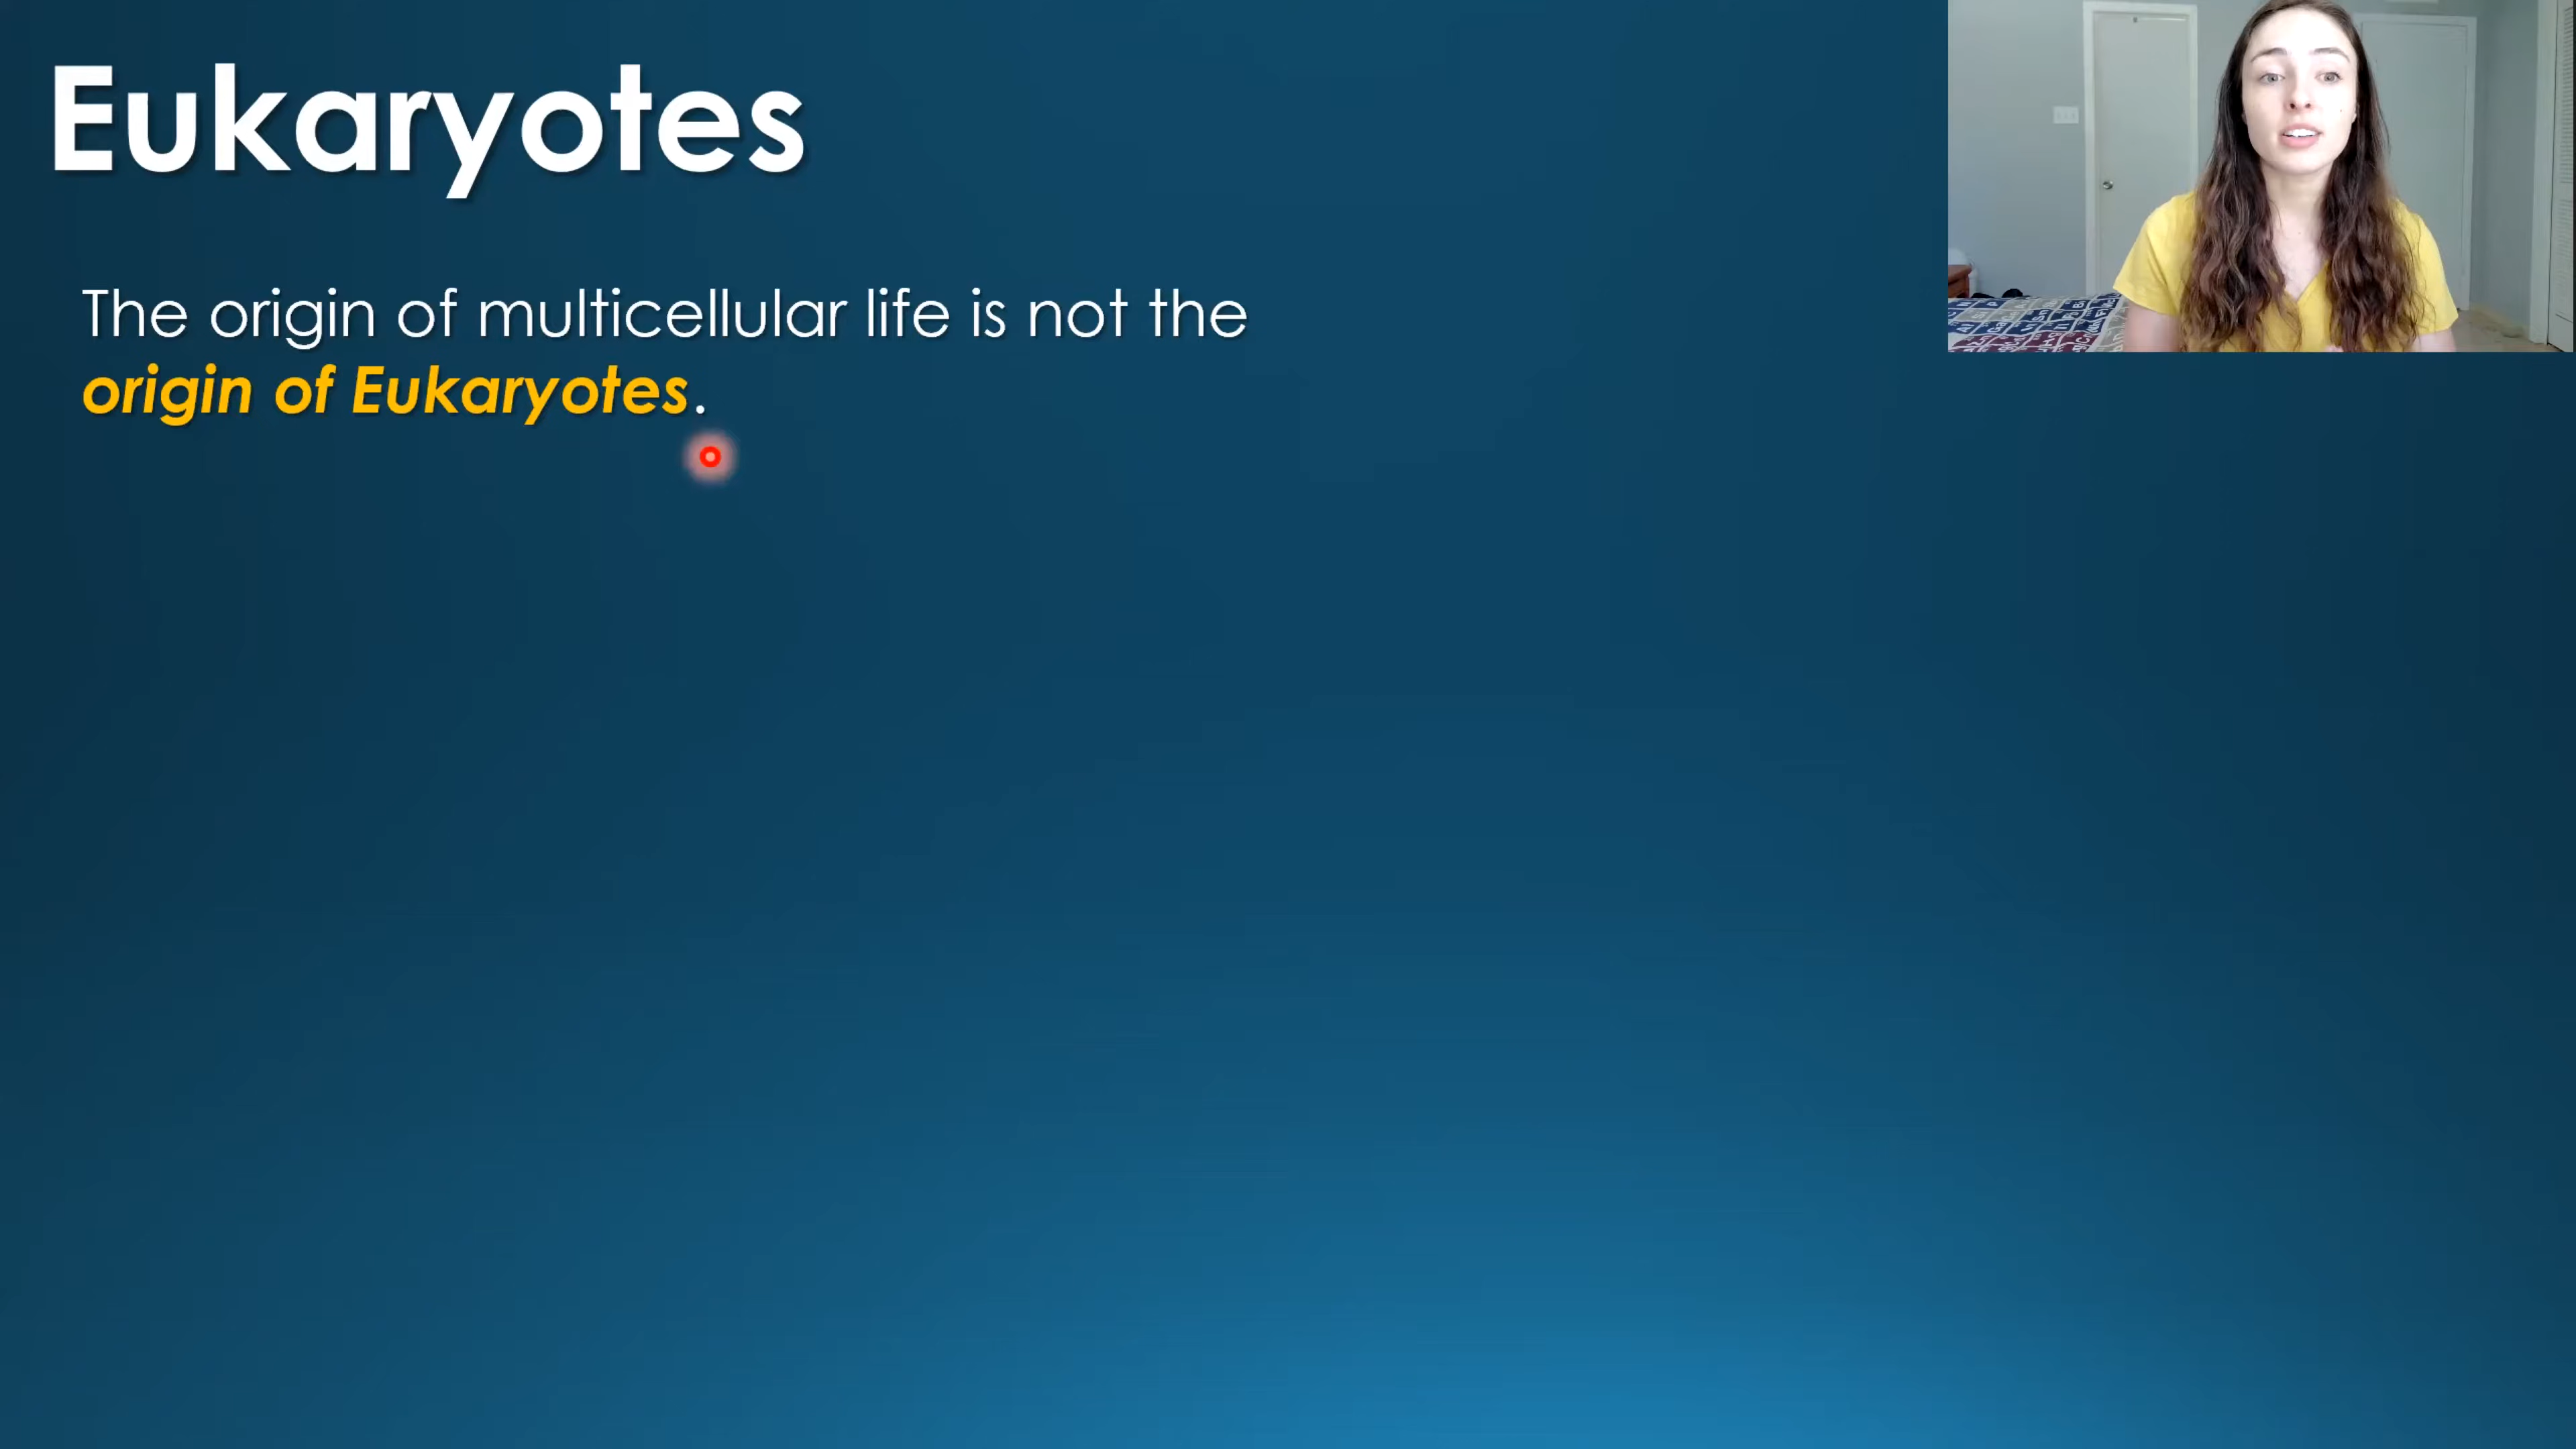 Eukaryotes
The origin of multicellular life is not the
origin of Eukaryotes.